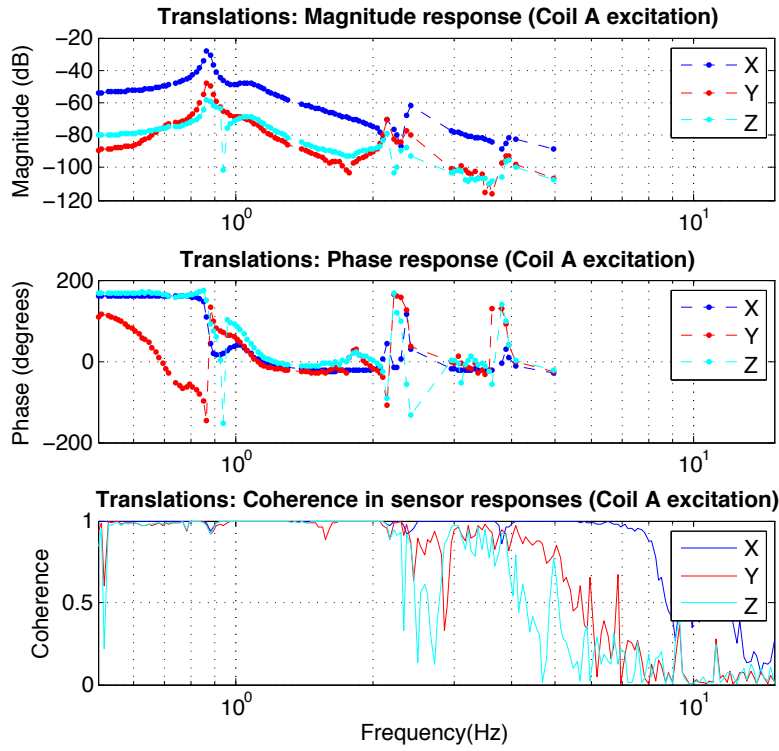 Translations: Magnitude response (Coil A excitation)
−20
−40
−60
−80
−100
−120
Magnitude (dB)
X
Y
Z
10^0
10^1
Translations: Phase response (Coil A excitation)
200
0
−200
Phase (degrees)
X
Y
Z
10^0
10^1
Translations: Coherence in sensor responses (Coil A excitation)
1
0.5
0
Coherence
X
Y
Z
10^0
10^1
Frequency(Hz)